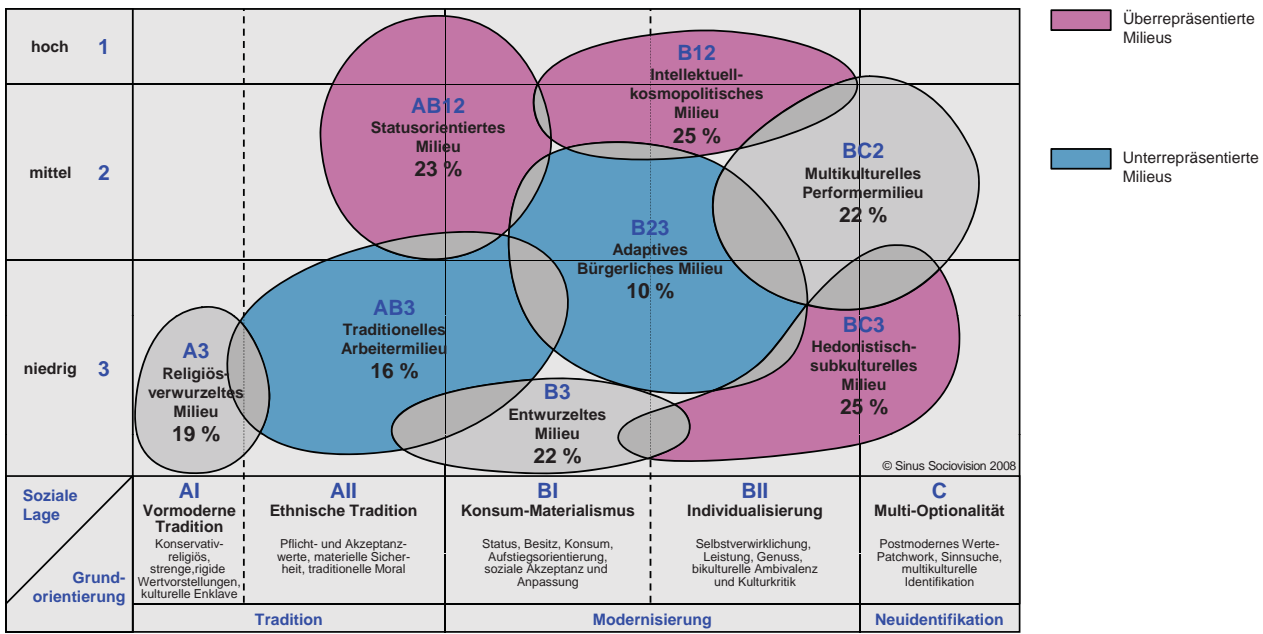 hoch 1
mittel 2
niedrig 3
AB12
Statusorientiertes
Milieu
23 %
B12
Intellektuell-
kosmopolitisches
Milieu
25 %
BC2
Multikulturelles
Performermilieu
22 %
B23
Adaptives
Bürgerliches Milieu
10 %
AB3
Traditionelles
Arbeitermilieu
16 %
A3
Religiös-
verwurzeltes
Milieu
19 %
B3
Entwurzeltes
Milieu
22 %
BC3
Hedonistisch-
subkulturelles
Milieu
25 %
© Sinus Sociovision 2008
Soziale
Lage
Grund-
orientierung
AI
Vormoderne
Tradition
Konservativ-
religiös,
strenge,rigide
Wertvorstellungen,
kulturelle Enklave
AII
Ethnische Tradition
Pflicht- und Akzeptanz-
werte, materielle Sicher-
heit, traditionelle Moral
BI
Konsum-Materialismus
Status, Besitz, Konsum,
Aufstiegsorientierung,
soziale Akzeptanz und
Anpassung
BII
Individualisierung
Selbstverwirklichung,
Leistung, Genuss,
bikulturelle Ambivalenz
und Kulturkritik
C
Multi-Optionalität
Postmodernes Werte-
Patchwork, Sinnsuche,
multikulturelle
Identifikation
Tradition
Modernisierung
Neuidentifikation
Überrepräsentierte
Milieus
Unterrepräsentierte
Milieus